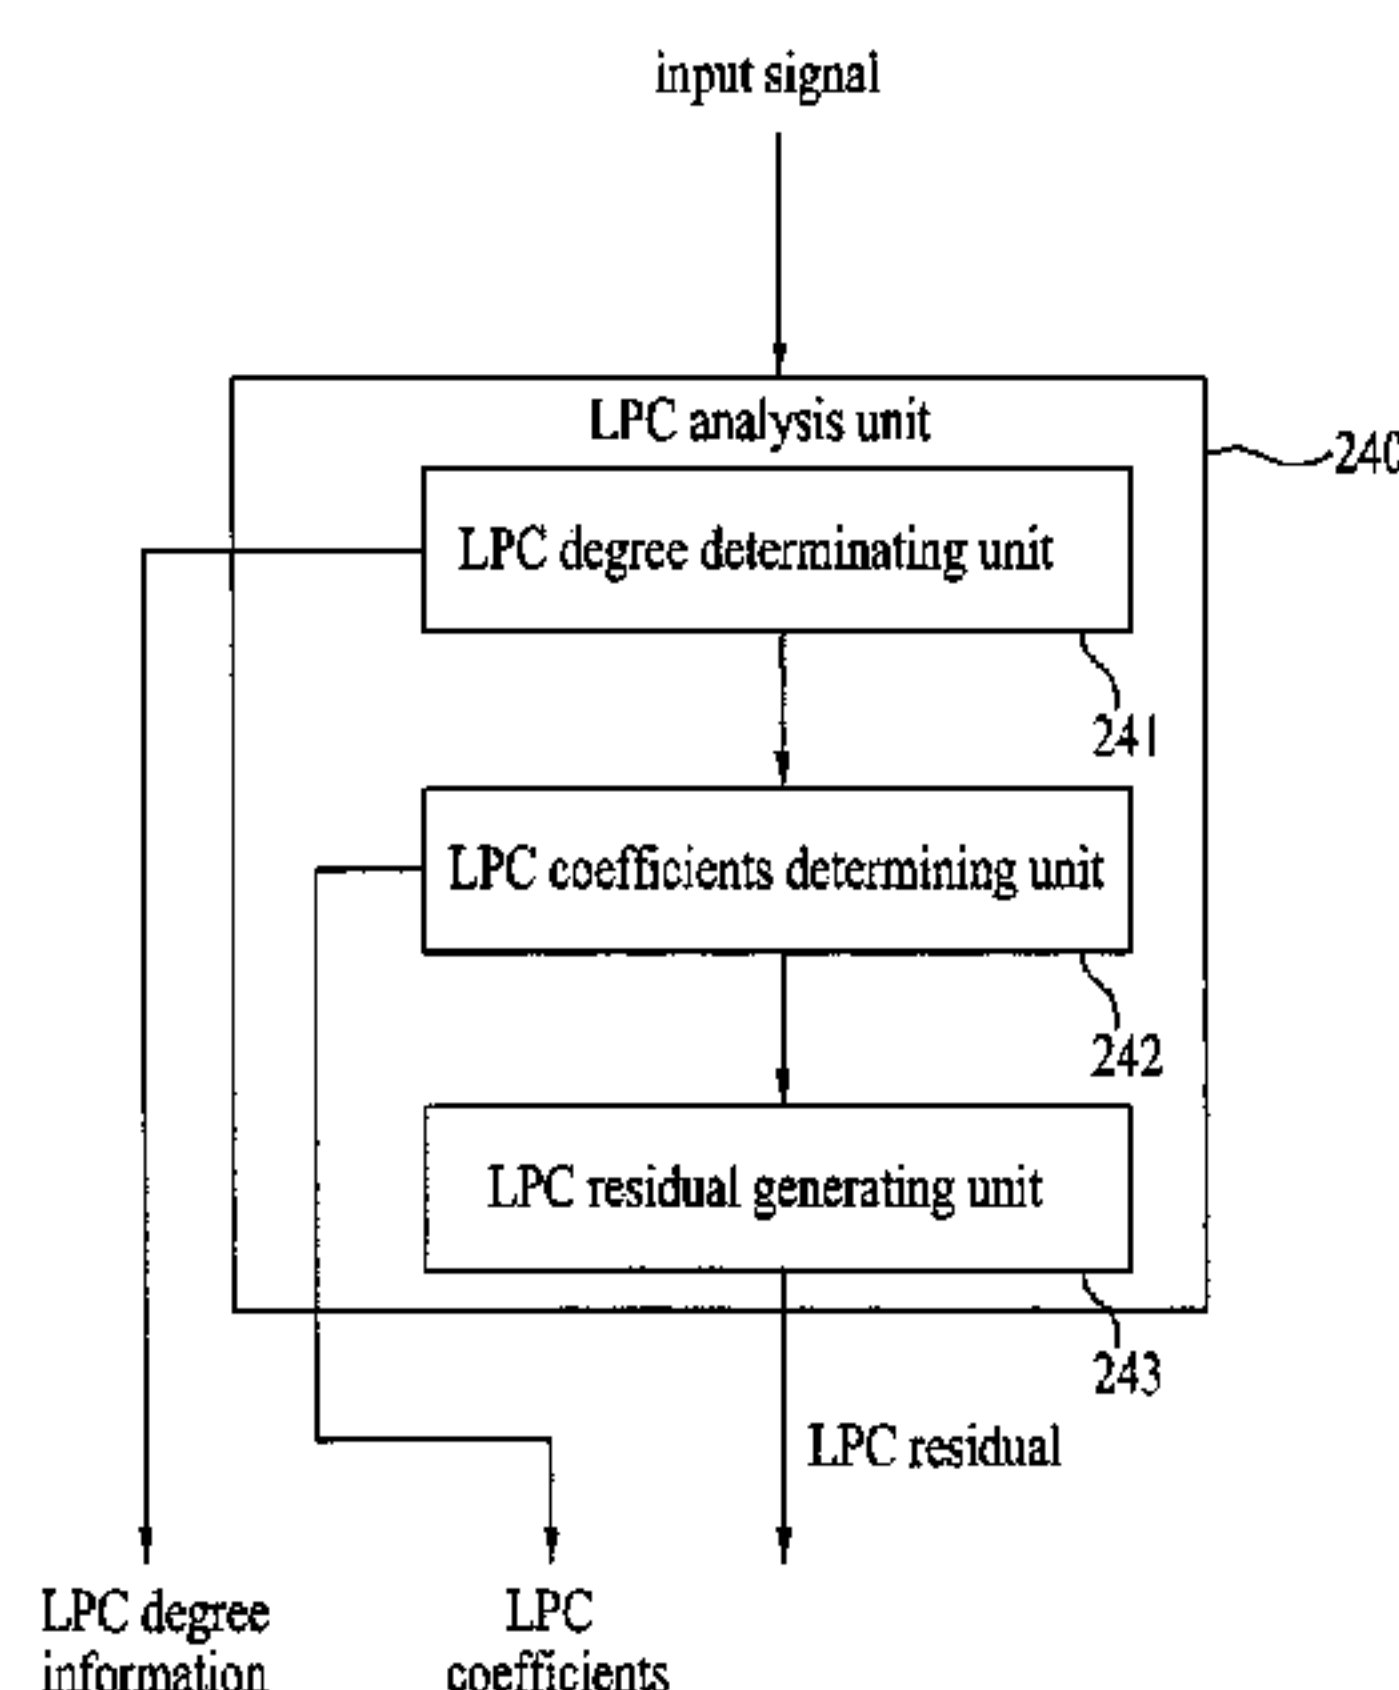 input signal
LPC analysis unit
240
LPC degree determinating unit
241
LPC coefficients determining unit
242
LPC residual generating unit
243
LPC residual
LPC degree
information
LPC
coefficients